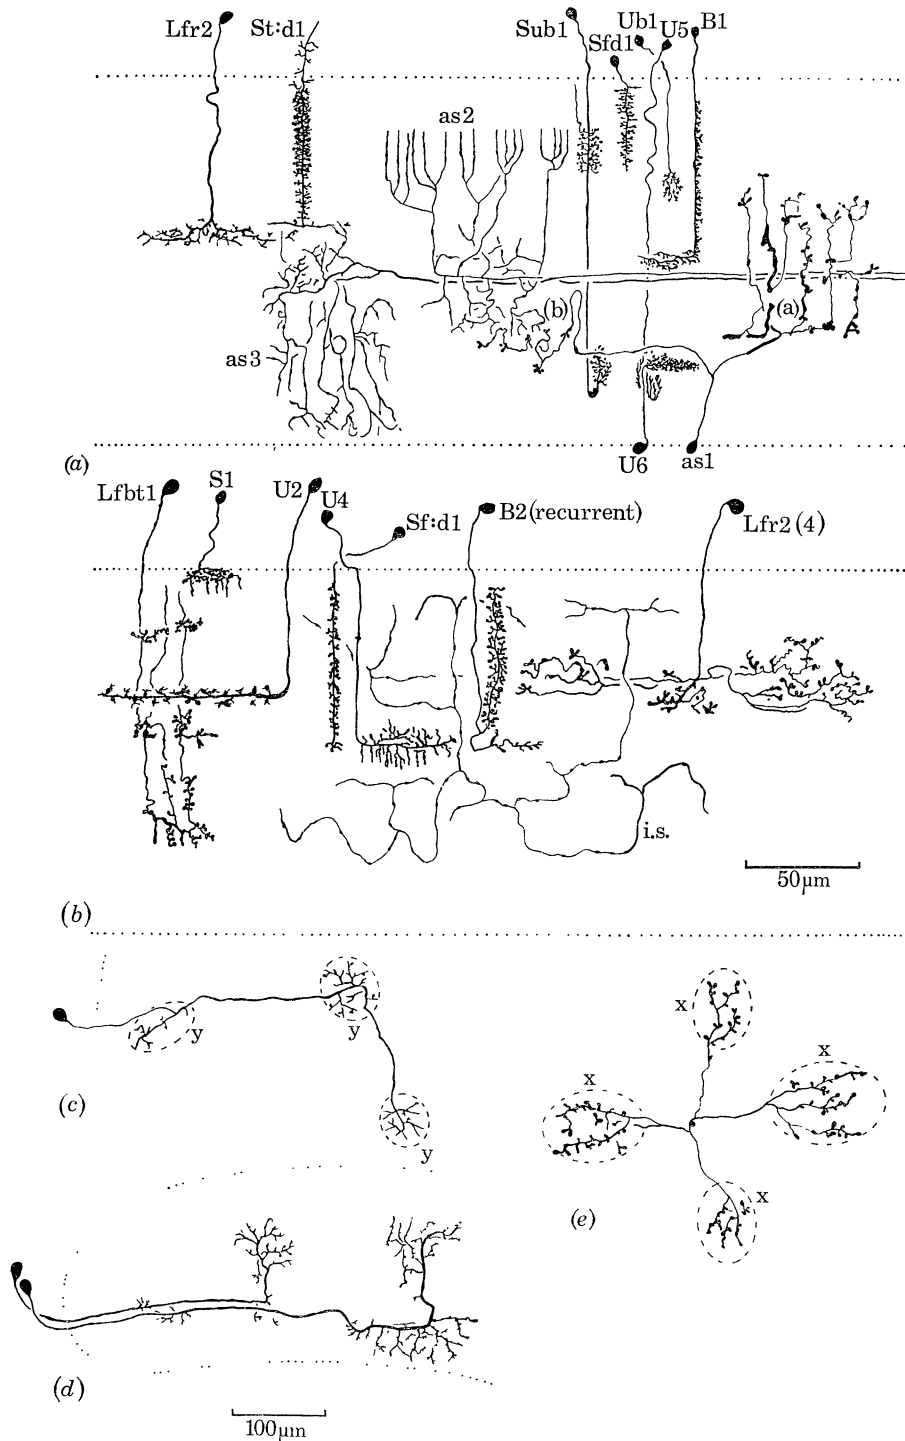 Lfr2 St:d1 Sub1 Ub1 U5 B1
Sfd1
as2
(b) (a)
as3
(a) U6 as1
Lfbt1 S1 U2 U4 Sf:d1 B2(recurrent) Lfr2(4)
i.s.
50μm
(b)
x
y y x x
(c)
y x
(e)
(d)
100μm